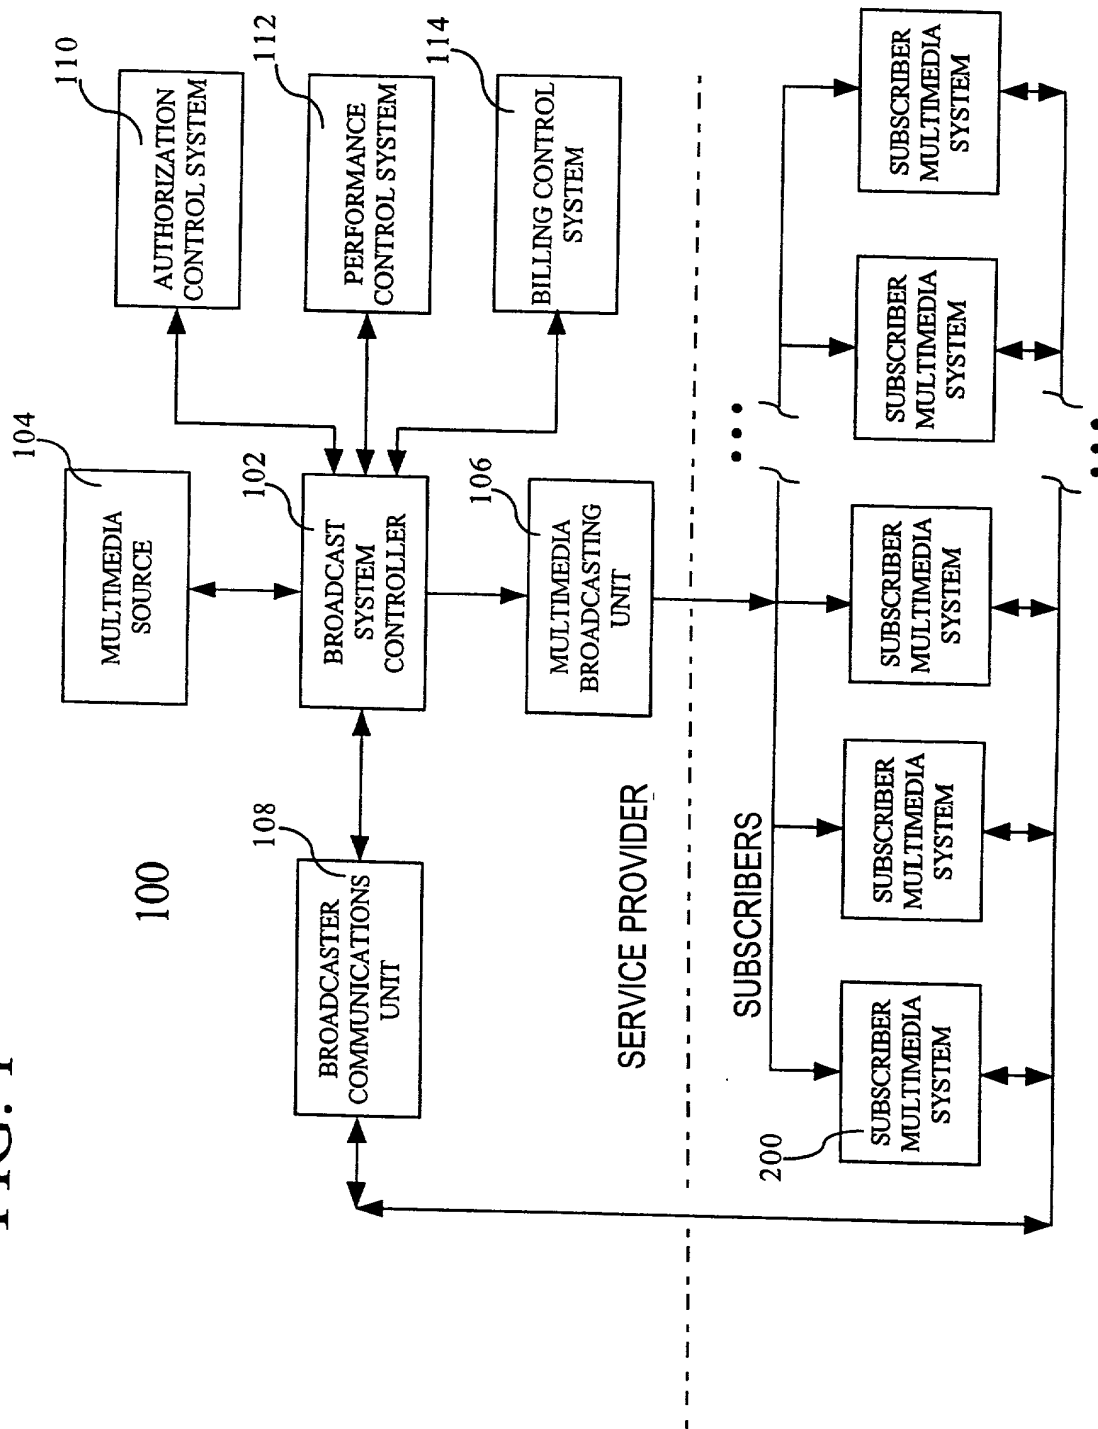 FIG. 1
100
104
MULTIMEDIA
SOURCE
110
AUTHORIZATION
CONTROL SYSTEM
108
BROADCASTER
COMMUNICATIONS
UNIT
102
BROADCAST
SYSTEM
CONTROLLER
112
PERFORMANCE
CONTROL SYSTEM
106
MULTIMEDIA
BROADCASTING
UNIT
114
BILLING CONTROL
SYSTEM
SERVICE PROVIDER
SUBSCRIBERS
200
SUBSCRIBER
MULTIMEDIA
SYSTEM
SUBSCRIBER
MULTIMEDIA
SYSTEM
SUBSCRIBER
MULTIMEDIA
SYSTEM
SUBSCRIBER
MULTIMEDIA
SYSTEM
SUBSCRIBER
MULTIMEDIA
SYSTEM